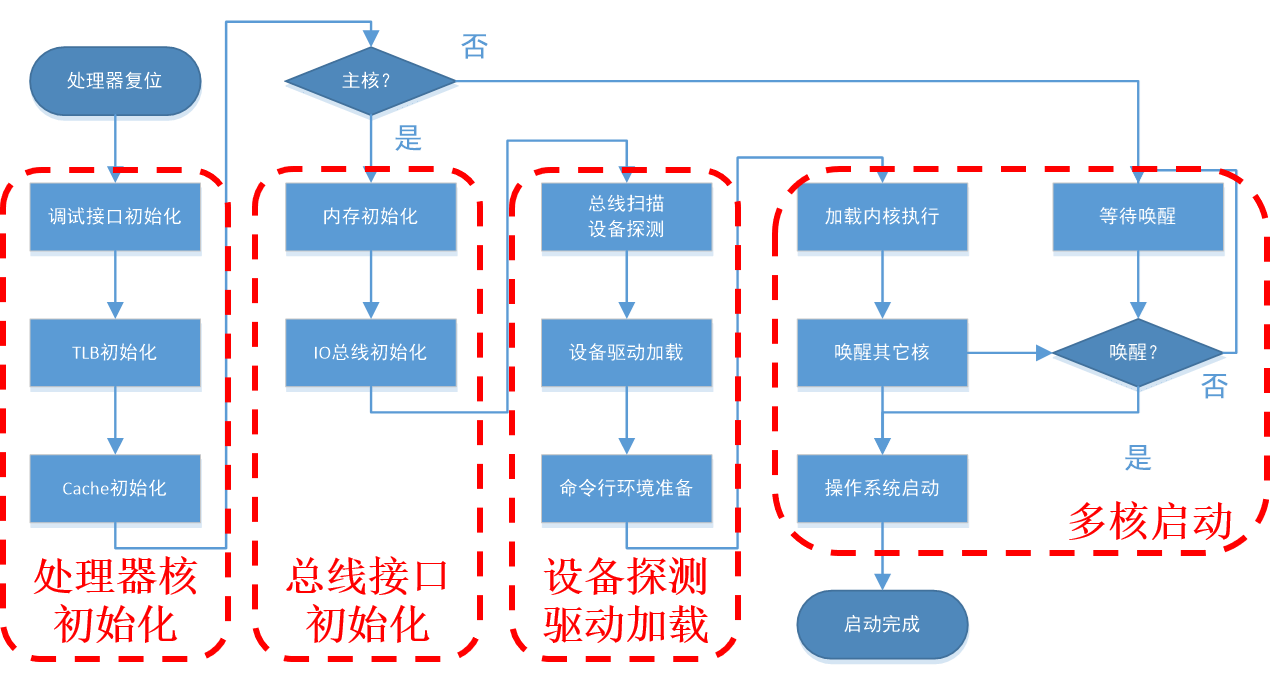 处理器复位
调试接口初始化
TLB初始化
Cache初始化
处理器核
初始化
主核？
否
是
内存初始化
IO总线初始化
总线接口
初始化
总线扫描
设备探测
设备驱动加载
命令行环境准备
设备探测
驱动加载
加载内核执行
唤醒其它核
操作系统启动
启动完成
等待唤醒
唤醒？
否
是
多核启动